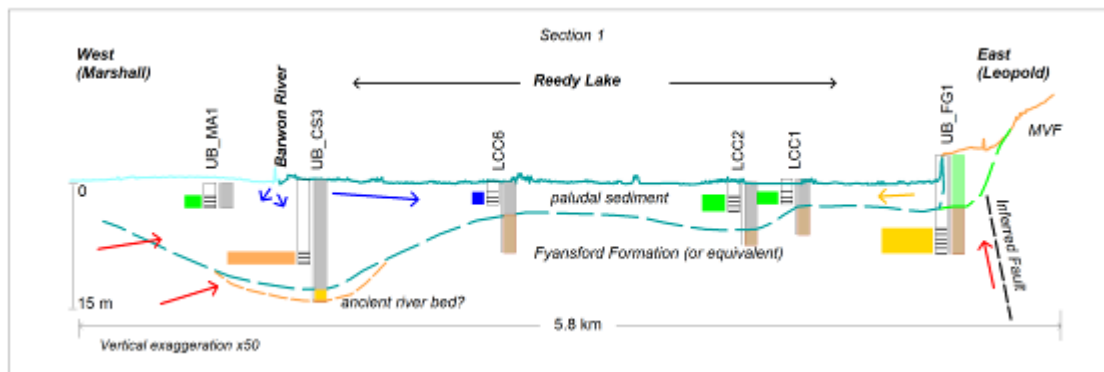 Section 1
West
(Marshall)
East
(Leopold)
Reedy Lake
Barwon River
UB_MA1
UB_CS3
LCC6
LCC2
LCC1
UB_FG1
MVF
0
paludal sediment
Fyansford Formation (or equivalent)
Inferred Fault
ancient river bed?
15 m
5.8 km
Vertical exaggeration x50